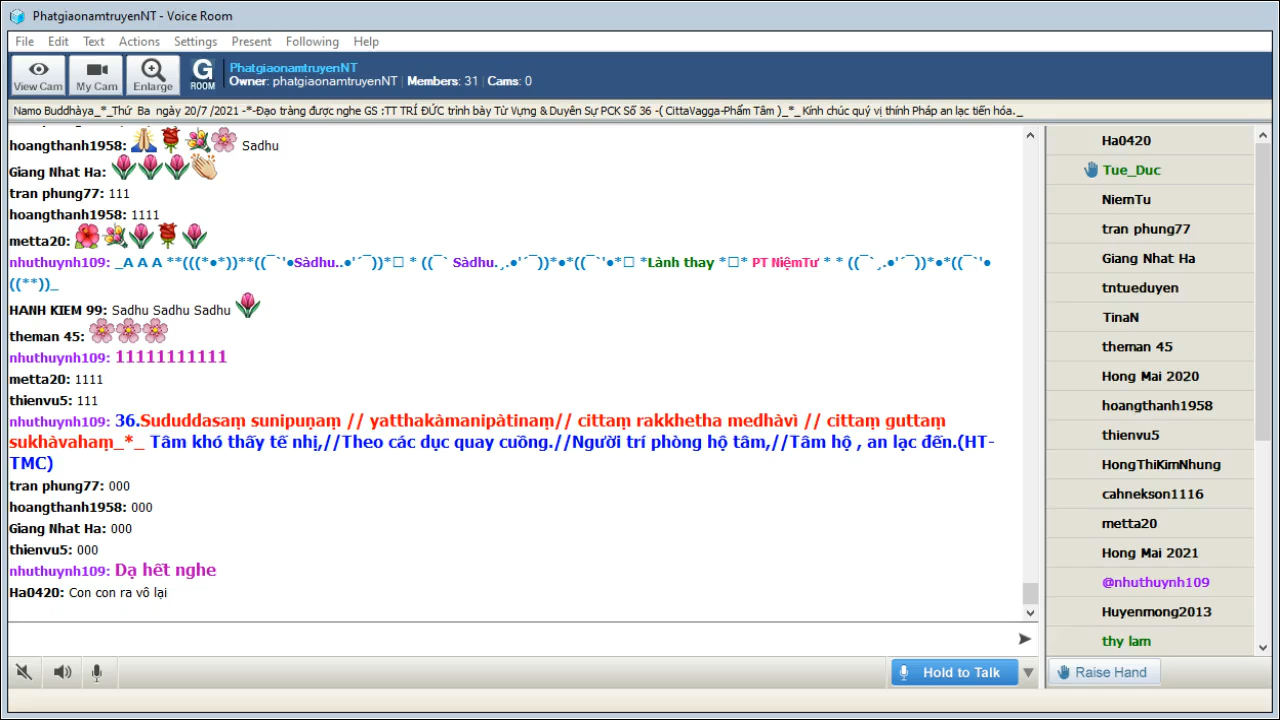 PhatgiaonamtruyenNT - Voice Room
File Edit Text Actions Settings Present Following Help
View Cam My Cam Enlarge G ROOM
PhatgiaonamtruyenNT
Owner: phatgiaonamtruyenNT | Members: 31 | Cams: 0
Namo Buddhàya_*_Thứ Ba ngày 20/7 /2021 -*-Đạo tràng được nghe GS :TT TRÍ ĐỨC trình bày Từ Vựng & Duyên Sự PCK Số 36 -( CittaVagga-Phẩm Tâm )_*_ Kính chúc quý vị thính Pháp an lạc tiến hóa._
hoangthanh1958: Sadhu
Giang Nhat Ha:
tran phung77: 111
hoangthanh1958: 1111
metta20:
nhuthuynh109: _A A A **(((*•*))**((¯`'•Sàdhu..•'´¯))*□ * ((¯` Sàdhu.¸.•'´¯))*•*((¯`'•*□ *Lành thay *□* PT NiệmTư * * ((¯`¸.•'´¯))*•*((¯`'•
((**))_
HANH KIEM 99: Sadhu Sadhu Sadhu
theman 45:
nhuthuynh109: 11111111111
metta20: 1111
thienvu5: 111
nhuthuynh109: 36.Sududdasaṃ sunipuṇaṃ // yatthakàmanipàtinaṃ// cittaṃ rakkhetha medhàvì // cittaṃ guttaṃ
sukhàvahaṃ_*_ Tâm khó thấy tế nhị,//Theo các dục quay cuồng.//Người trí phòng hộ tâm,//Tâm hộ , an lạc đến.(HT-
TMC)
tran phung77: 000
hoangthanh1958: 000
Giang Nhat Ha: 000
thienvu5: 000
nhuthuynh109: Dạ hết nghe
Ha0420: Con con ra vô lại
Ha0420
Tue_Duc
NiemTu
tran phung77
Giang Nhat Ha
tntueduyen
TinaN
theman 45
Hong Mai 2020
hoangthanh1958
thienvu5
HongThiKimNhung
cahnekson1116
metta20
Hong Mai 2021
@nhuthuynh109
Huyenmong2013
thy lam
Hold to Talk
Raise Hand